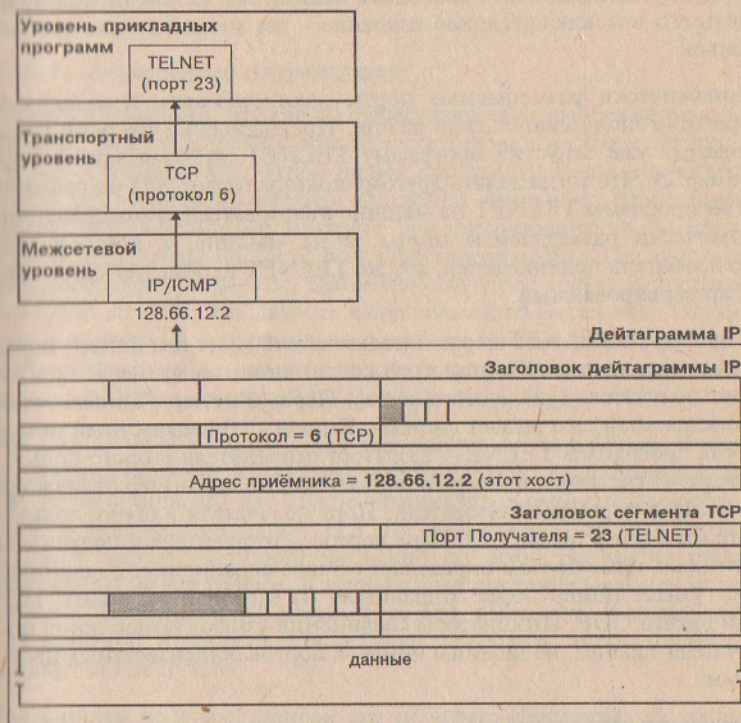 Уровень прикладных
программ
TELNET
(порт 23)
Транспортный
уровень
TCP
(протокол 6)
Межсетевой
уровень
IP/ICMP
128.66.12.2
Дейтаграмма IP
Заголовок дейтаграммы IP
Протокол = 6 (TCP)
Адрес приёмника = 128.66.12.2 (этот хост)
Заголовок сегмента TCP
Порт Получателя = 23 (TELNET)
данные